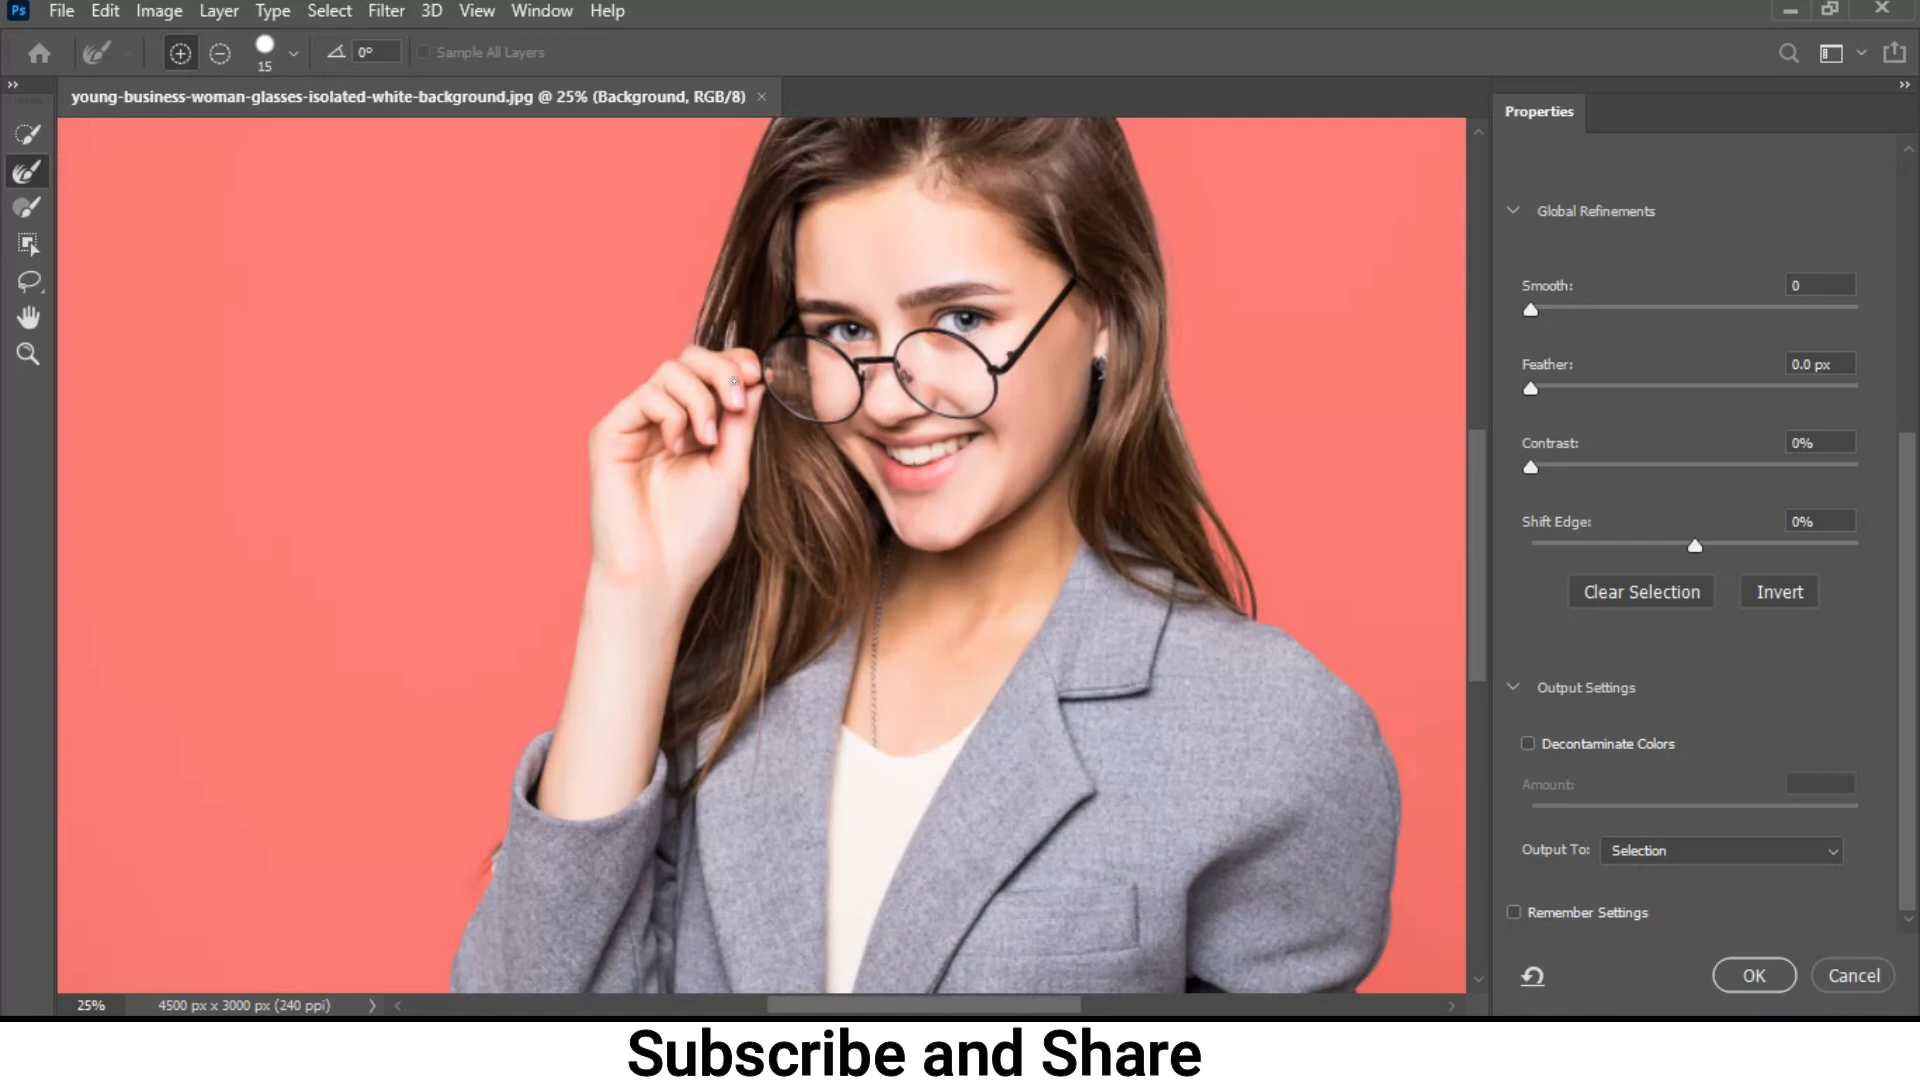 Ps File Edit Image Layer Type Select Filter 3D View Window Help
15 0° Sample All Layers
young-business-woman-glasses-isolated-white-background.jpg @ 25% (Background, RGB/8) ×
Properties
Global Refinements
Smooth: 0
Feather: 0.0 px
Contrast: 0%
Shift Edge: 0%
Clear Selection Invert
Output Settings
Decontaminate Colors
Amount:
Output To: Selection
Remember Settings
OK Cancel
25% 4500 px x 3000 px (240 ppi)
Subscribe and Share